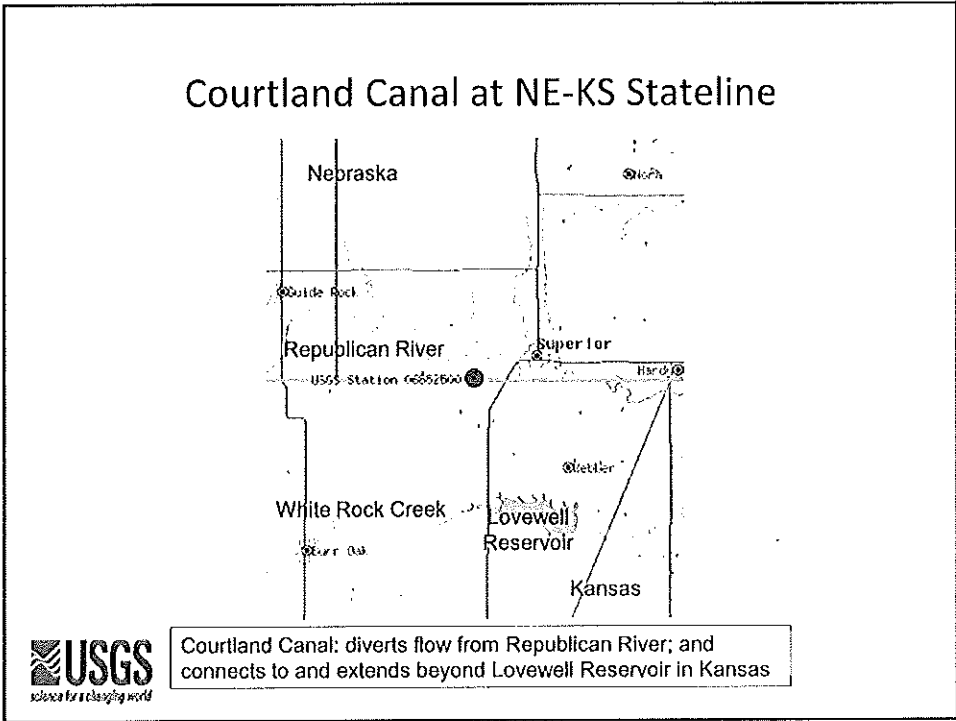 Courtland Canal at NE-KS Stateline
Nebraska
Guide Rock
Superior
Republican River
USGS Station
White Rock Creek
Lovewell
Reservoir
Burr Oak
Kansas
USGS
science for a changing world
Courtland Canal: diverts flow from Republican River; and
connects to and extends beyond Lovewell Reservoir in Kansas